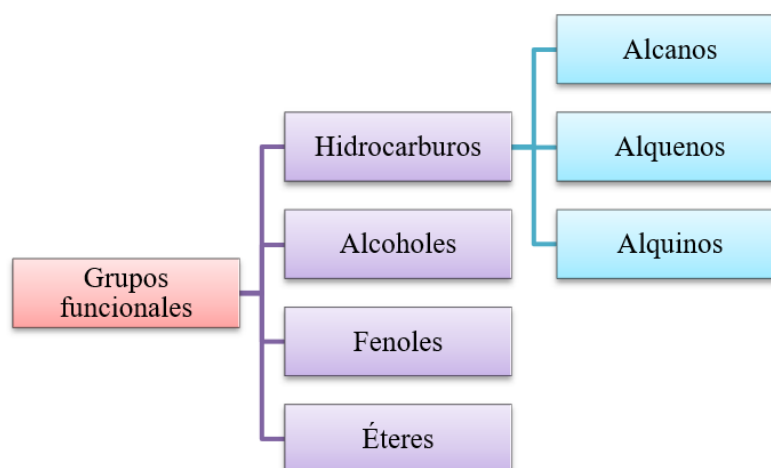 Grupos
funcionales
Hidrocarburos
Alcoholes
Fenoles
Éteres
Alcanos
Alquenos
Alquinos